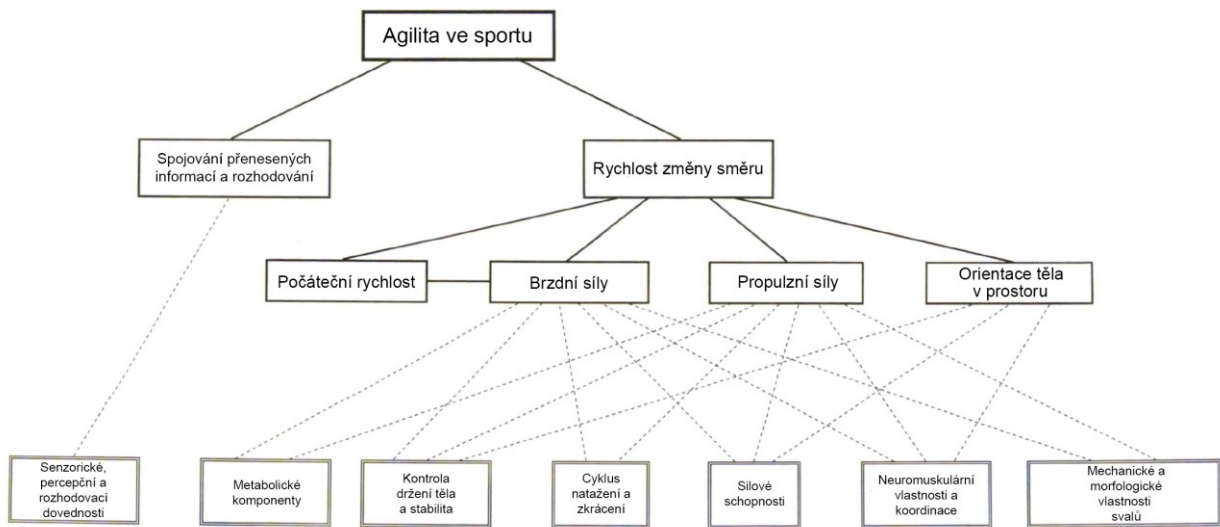 Agilita ve sportu
Spojování přenesených
informací a rozhodování
Rychlost změny směru
Počáteční rychlost
Brzdní síly
Propulzní síly
Orientace těla
v prostoru
Senzorické,
percepční a
rozhodovací
dovednosti
Metabolické
komponenty
Kontrola
držení těla
a stabilita
Cyklus
natažení a
zkrácení
Silové
schopnosti
Neuromuskulární
vlastnosti a
koordinace
Mechanické a
morfologické
vlastnosti
svalů